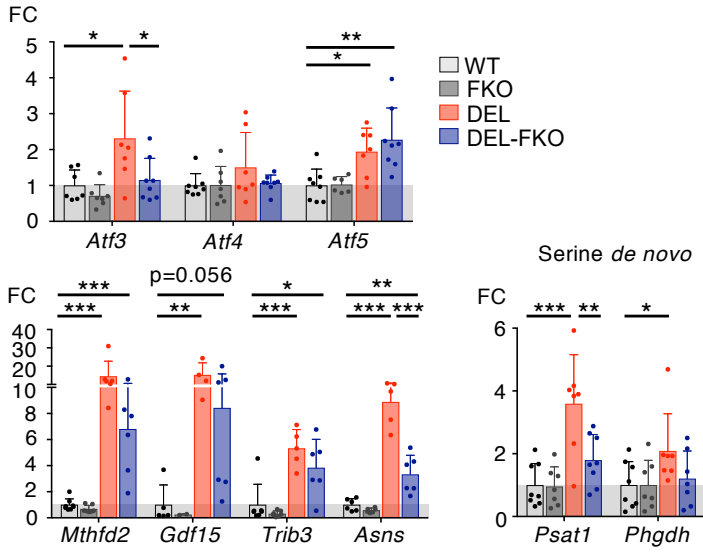 FC
5
4
3
2
1
0
* * * **
Atf3 Atf4 Atf5
WT
FKO
DEL
DEL-FKO
FC
40
30
20
10
8
6
4
2
0
*** *** p=0.056 ** * *** ** *** ***
Mthfd2 Gdf15 Trib3 Asns
Serine de novo
FC
6
4
2
0
*** ** *
Psat1 Phgdh